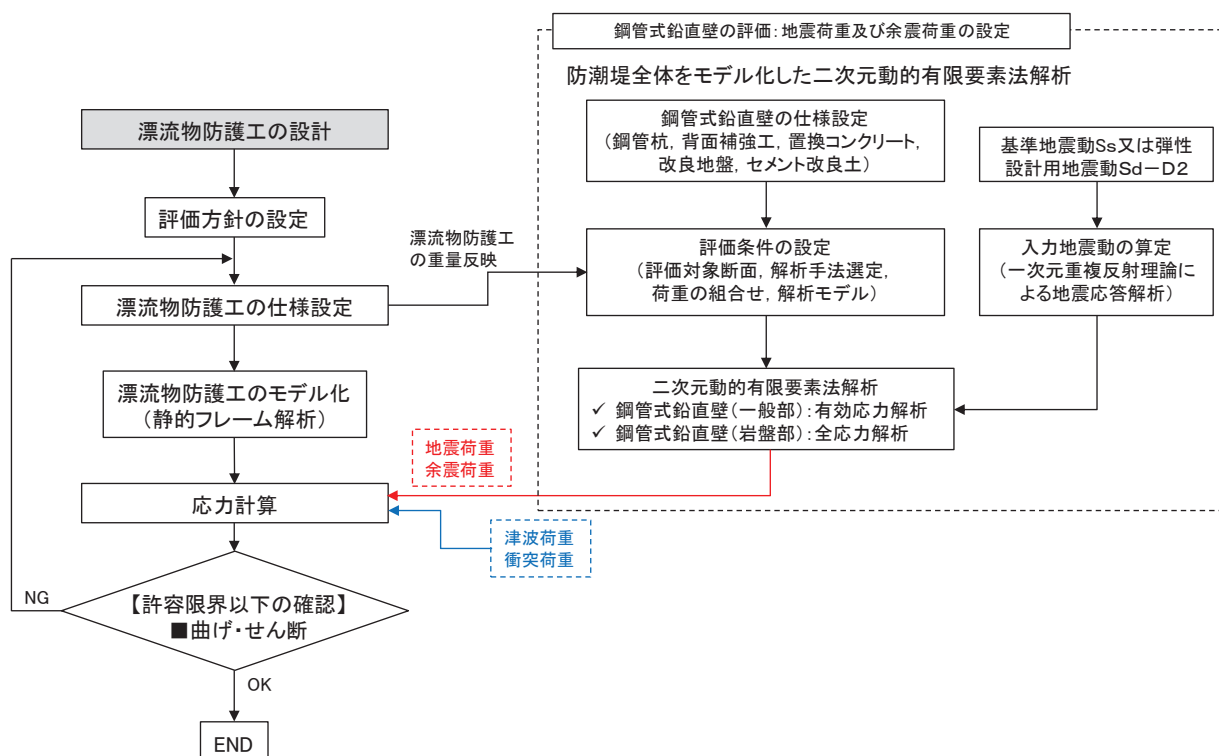 鋼管式鉛直壁の評価:地震荷重及び余震荷重の設定
防潮堤全体をモデル化した二次元動的有限要素法解析
漂流物防護工の設計
評価方針の設定
漂流物防護工の仕様設定
漂流物防護工
の重量反映
漂流物防護工のモデル化
(静的フレーム解析)
応力計算
【許容限界以下の確認】
■曲げ・せん断
NG
OK
END
鋼管式鉛直壁の仕様設定
(鋼管杭, 背面補強工, 置換コンクリート,
改良地盤, セメント改良土)
基準地震動Ss又は弾性
設計用地震動Sd-D2
評価条件の設定
(評価対象断面, 解析手法選定,
荷重の組合せ, 解析モデル)
入力地震動の算定
(一次元重複反射理論に
よる地震応答解析)
二次元動的有限要素法解析
✓ 鋼管式鉛直壁(一般部):有効応力解析
✓ 鋼管式鉛直壁(岩盤部):全応力解析
地震荷重
余震荷重
津波荷重
衝突荷重